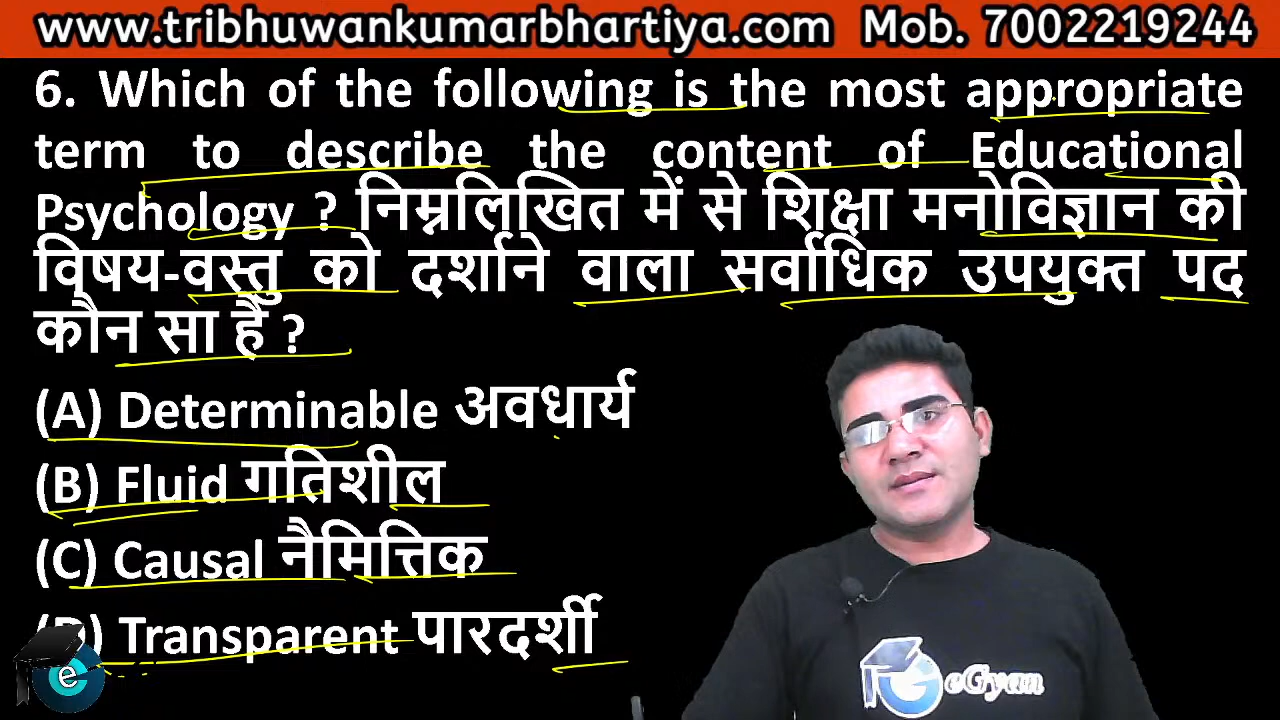 www.tribhuwankumarbhartiya.com Mob. 7002219244
6. Which of the following is the most appropriate
term to describe the content of Educational
Psychology ? निम्नलिखित में से शिक्षा मनोविज्ञान की
विषय-वस्तु को दर्शाने वाला सर्वाधिक उपयुक्त पद
कौन सा है ?
(A) Determinable अवधार्य
(B) Fluid गतिशील
(C) Causal नैमित्तिक
(D) Transparent पारदर्शी
e
eGyan